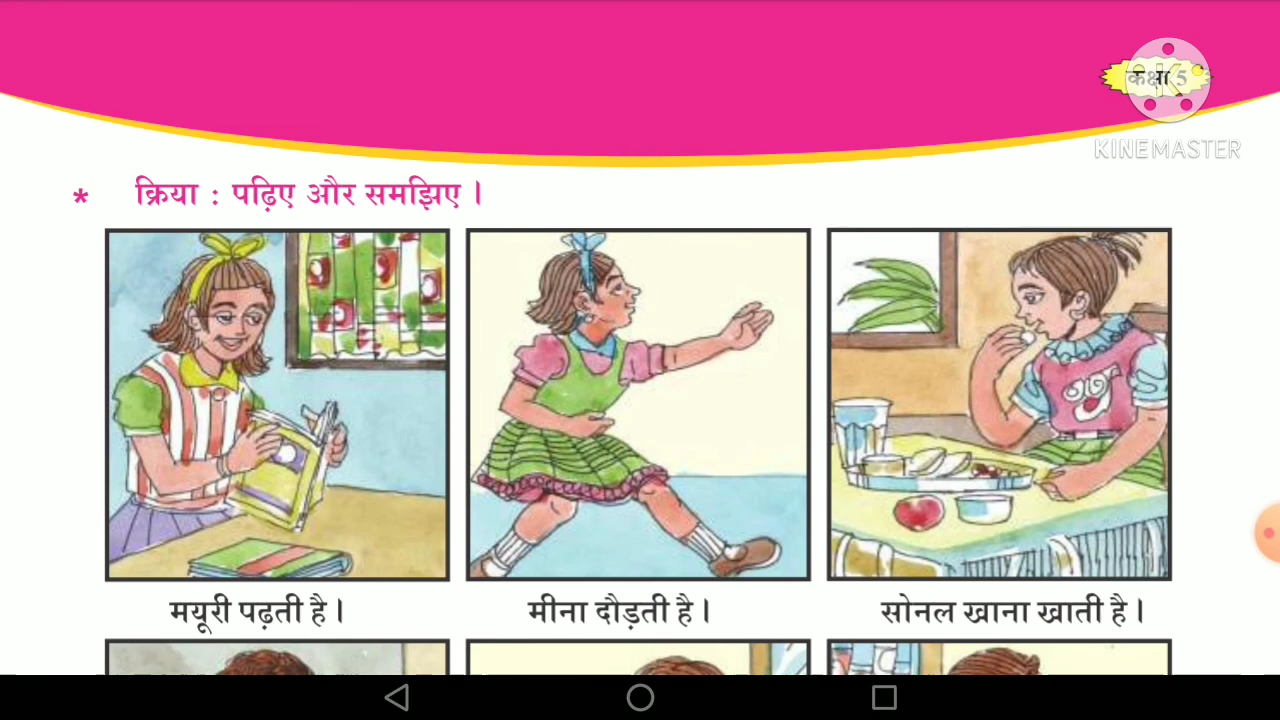 कक्षा 5
KINEMASTER
* क्रिया : पढ़िए और समझिए ।
मयूरी पढ़ती है ।
मीना दौड़ती है ।
सोनल खाना खाती है ।